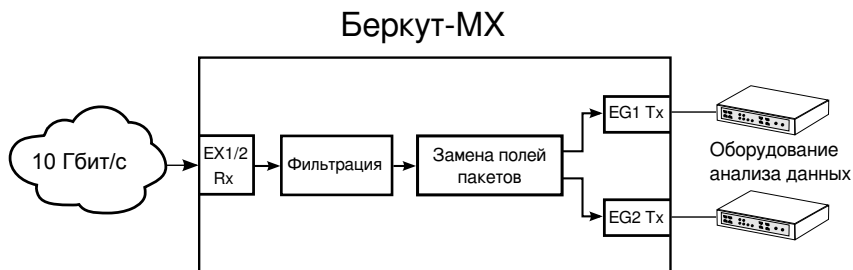 Беркут-МХ
10 Гбит/с
EX1/2
Rx
Фильтрация
Замена полей
пакетов
EG1 Tx
EG2 Tx
Оборудование
анализа данных